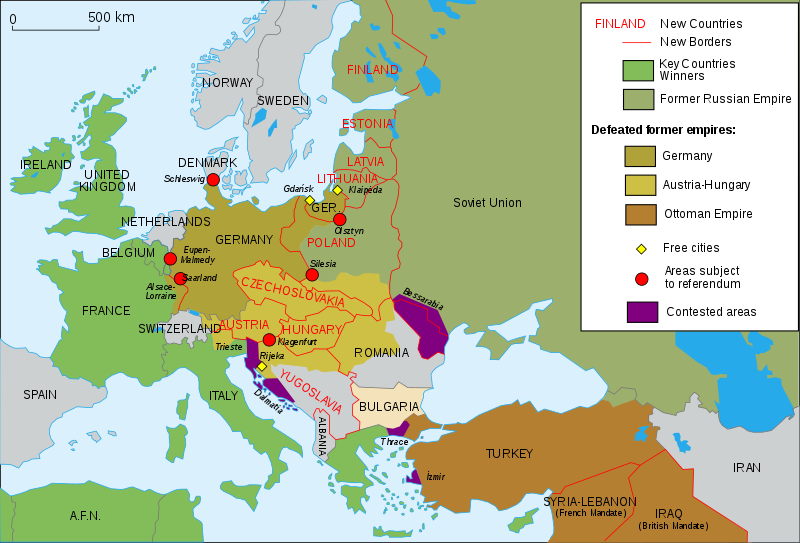 0 500 km
FINLAND New Countries
New Borders
Key Countries
Winners
Former Russian Empire
Defeated former empires:
Germany
Austria-Hungary
Ottoman Empire
Free cities
Areas subject
to referendum
Contested areas
FINLAND
NORWAY
SWEDEN
ESTONIA
LATVIA
LITHUANIA
Klaipėda
IRELAND
UNITED
KINGDOM
DENMARK
Schleswig
Gdańsk
GER.
Olsztyn
Soviet Union
NETHERLANDS
GERMANY
POLAND
BELGIUM
Eupen-
Malmedy
Silesia
Saarland
Alsace-
Lorraine
CZECHOSLOVAKIA
Bessarabia
FRANCE
SWITZERLAND
AUSTRIA
HUNGARY
Klagenfurt
Trieste
Rijeka
ROMANIA
SPAIN
ITALY
YUGOSLAVIA
Dalmatia
BULGARIA
ALBANIA
Thrace
TURKEY
IRAN
İzmir
SYRIA-LEBANON
(French Mandate)
IRAQ
(British Mandate)
A.F.N.